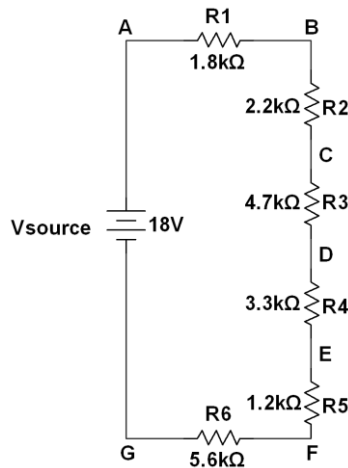 A R1 B
1.8kΩ
2.2kΩ R2
C
4.7kΩ R3
Vsource 18V
D
3.3kΩ R4
E
1.2kΩ R5
R6
G 5.6kΩ F